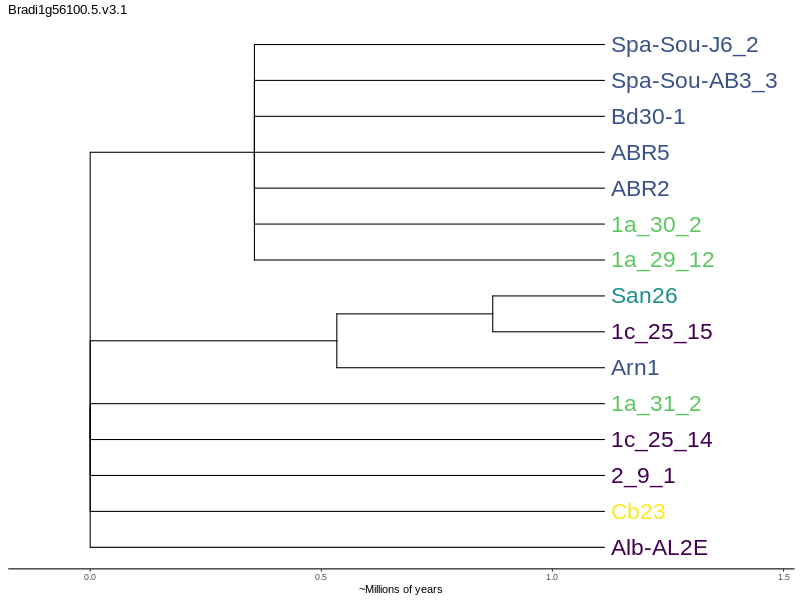 Bradi1g56100.5.v3.1
Spa-Sou-J6_2
Spa-Sou-AB3_3
Bd30-1
ABR5
ABR2
1a_30_2
1a_29_12
San26
1c_25_15
Arn1
1a_31_2
1c_25_14
2_9_1
Cb23
Alb-AL2E
0.0 0.5 1.0 1.5
~Millions of years